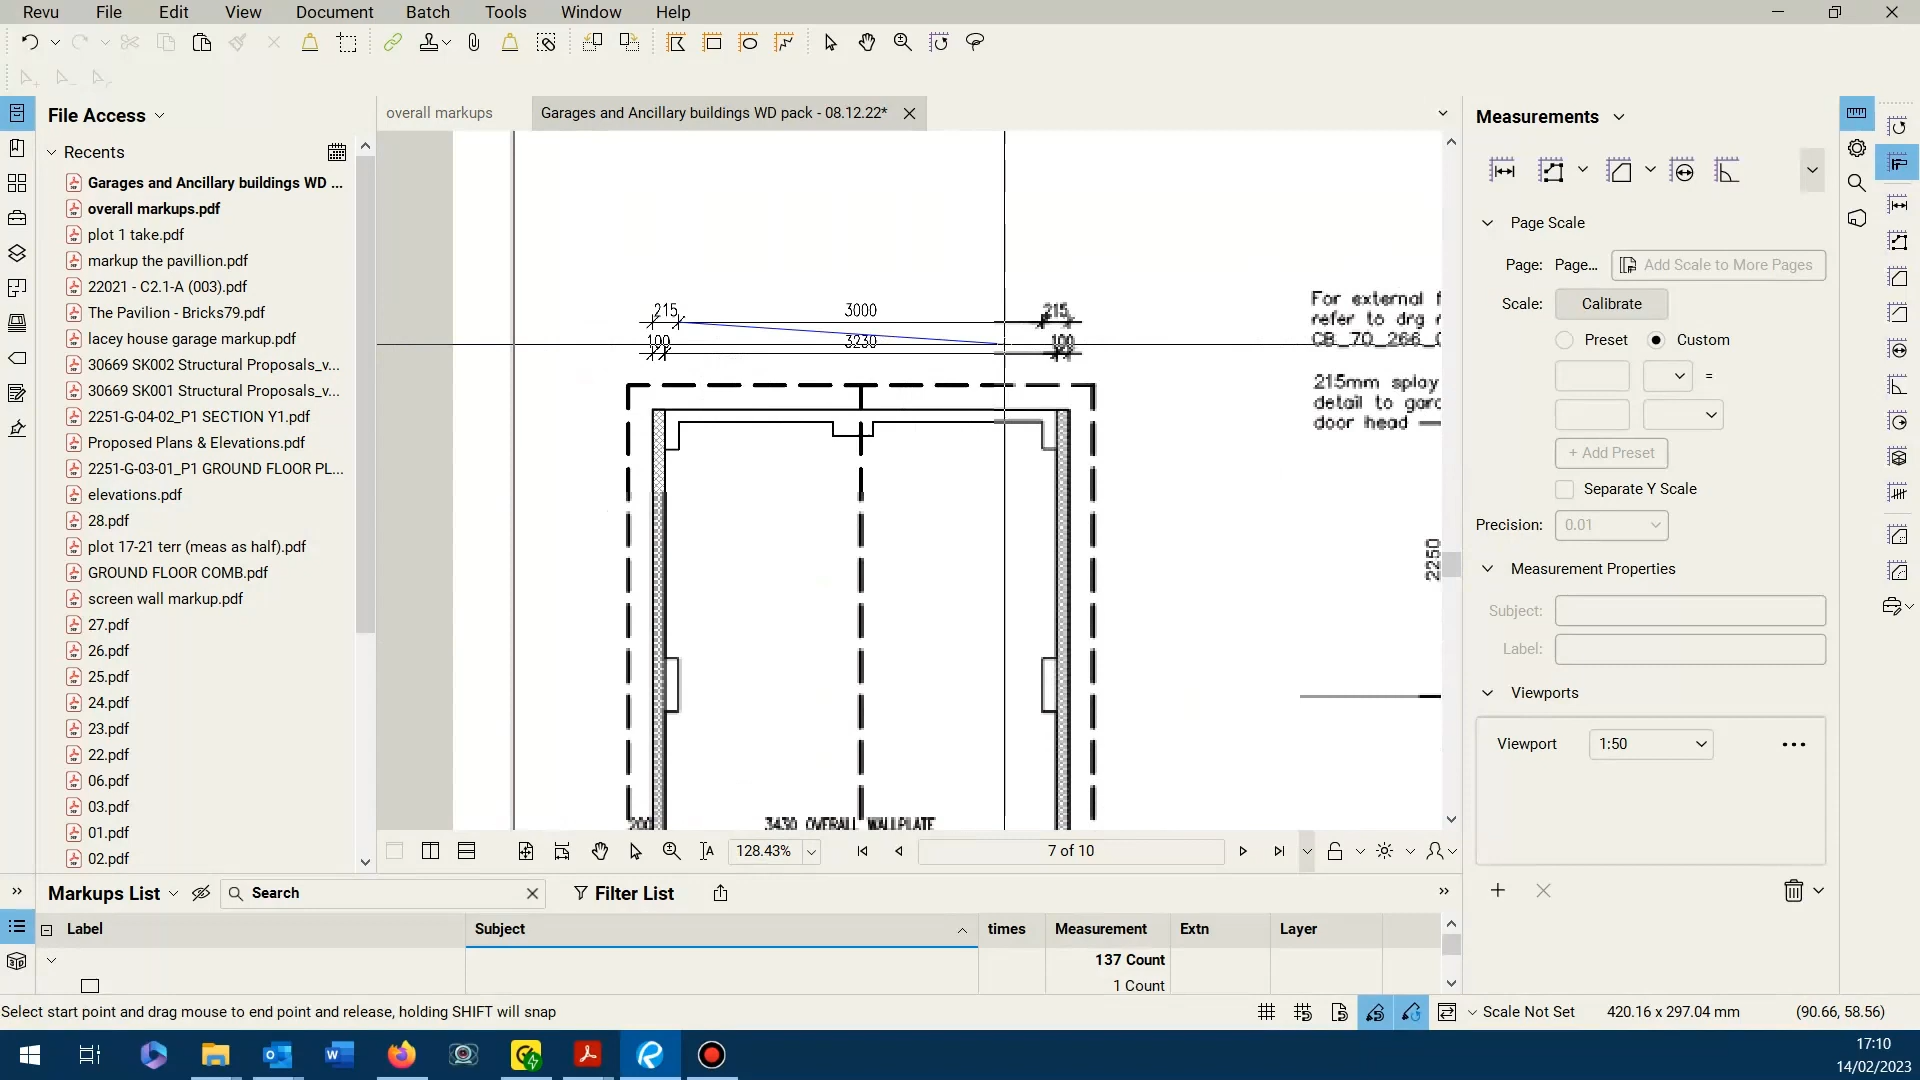 Revu File Edit View Document Batch Tools Window Help
File Access
Recents
Garages and Ancillary buildings WD ...
overall markups.pdf
plot 1 take.pdf
markup the pavillion.pdf
22021 - C2.1-A (003).pdf
The Pavilion - Bricks79.pdf
lacey house garage markup.pdf
30669 SK002 Structural Proposals_v...
30669 SK001 Structural Proposals_v...
2251-G-04-02_P1 SECTION Y1.pdf
Proposed Plans & Elevations.pdf
2251-G-03-01_P1 GROUND FLOOR PL...
elevations.pdf
28.pdf
plot 17-21 terr (meas as half).pdf
GROUND FLOOR COMB.pdf
screen wall markup.pdf
27.pdf
26.pdf
25.pdf
24.pdf
23.pdf
22.pdf
06.pdf
03.pdf
01.pdf
02.pdf
overall markups
Garages and Ancillary buildings WD pack - 08.12.22*
215 3000 215
100 3230 100
For external f
refer to drg
CB_70_266_
215mm splay
detail to garc
door head
2250
200 3430 OVERALL WALLPLATE
128.43%
7 of 10
Measurements
Page Scale
Page: Page... Add Scale to More Pages
Scale: Calibrate
Preset Custom
=
+ Add Preset
Separate Y Scale
Precision: 0.01
Measurement Properties
Subject:
Label:
Viewports
Viewport 1:50
Markups List Search Filter List
Label Subject times Measurement Extn Layer
137 Count
1 Count
Select start point and drag mouse to end point and release, holding SHIFT will snap
Scale Not Set 420.16 x 297.04 mm (90.66, 58.56)
17:10
14/02/2023